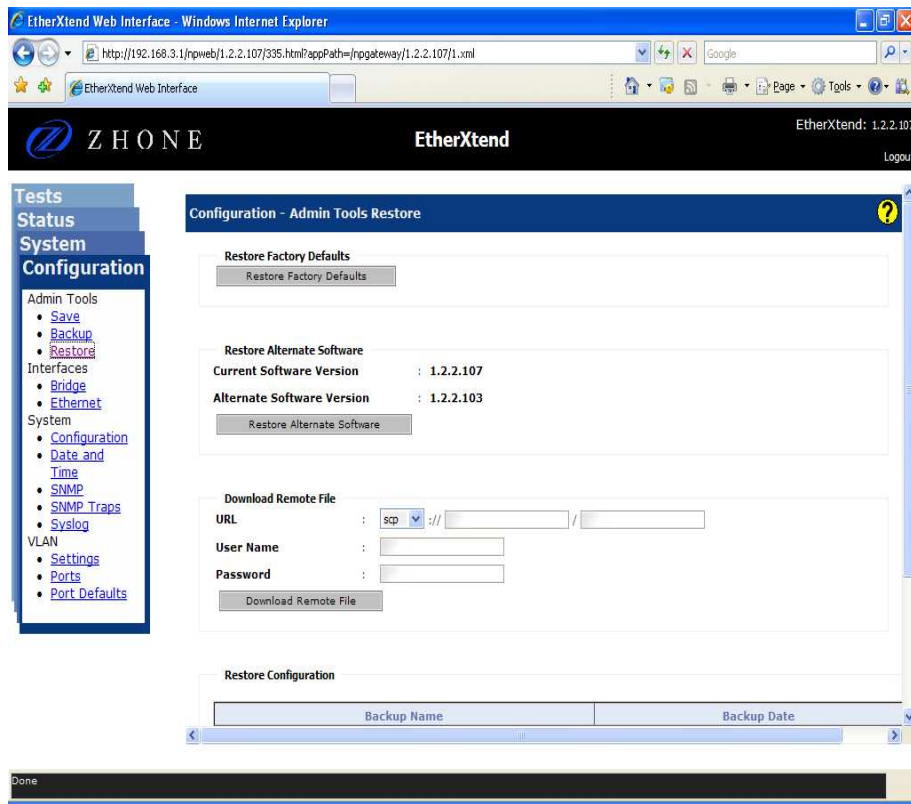 EtherXtend Web Interface - Windows Internet Explorer
http://192.168.3.1/npweb/1.2.2.107/335.html?appPath=/npgateway/1.2.2.107/1.xml
Google
EtherXtend Web Interface
Page
Tools
ZHONE
EtherXtend
EtherXtend: 1.2.2.107
Logou
Tests
Status
System
Configuration
Admin Tools
Save
Backup
Restore
Interfaces
Bridge
Ethernet
System
Configuration
Date and
Time
SNMP
SNMP Traps
Syslog
VLAN
Settings
Ports
Port Defaults
Configuration - Admin Tools Restore
?
Restore Factory Defaults
Restore Factory Defaults
Restore Alternate Software
Current Software Version : 1.2.2.107
Alternate Software Version : 1.2.2.103
Restore Alternate Software
Download Remote File
URL : scp :// /
User Name :
Password :
Download Remote File
Restore Configuration
Backup Name Backup Date
Done